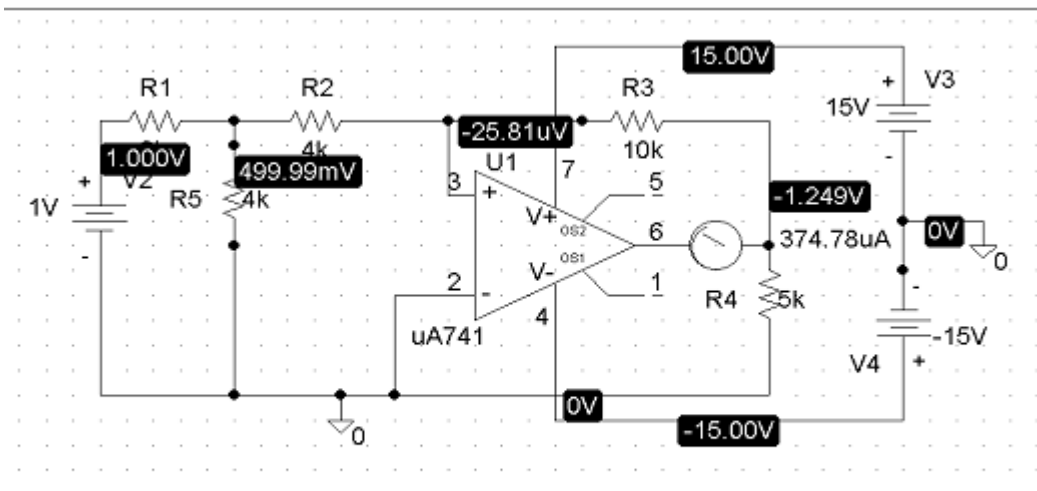 15.00V
R1
R2
R3
V3
+
15V
-25.81uV
1.000V
4k
10k
-
499.99mV
U1
7
+
V2
R5
4k
3
+
5
-1.249V
1V
V+
OS2
6
374.78uA
0V
0
-
2
-
V-
OS1
1
R4
5k
-
uA741
4
-15V
V4
+
0V
0
-15.00V